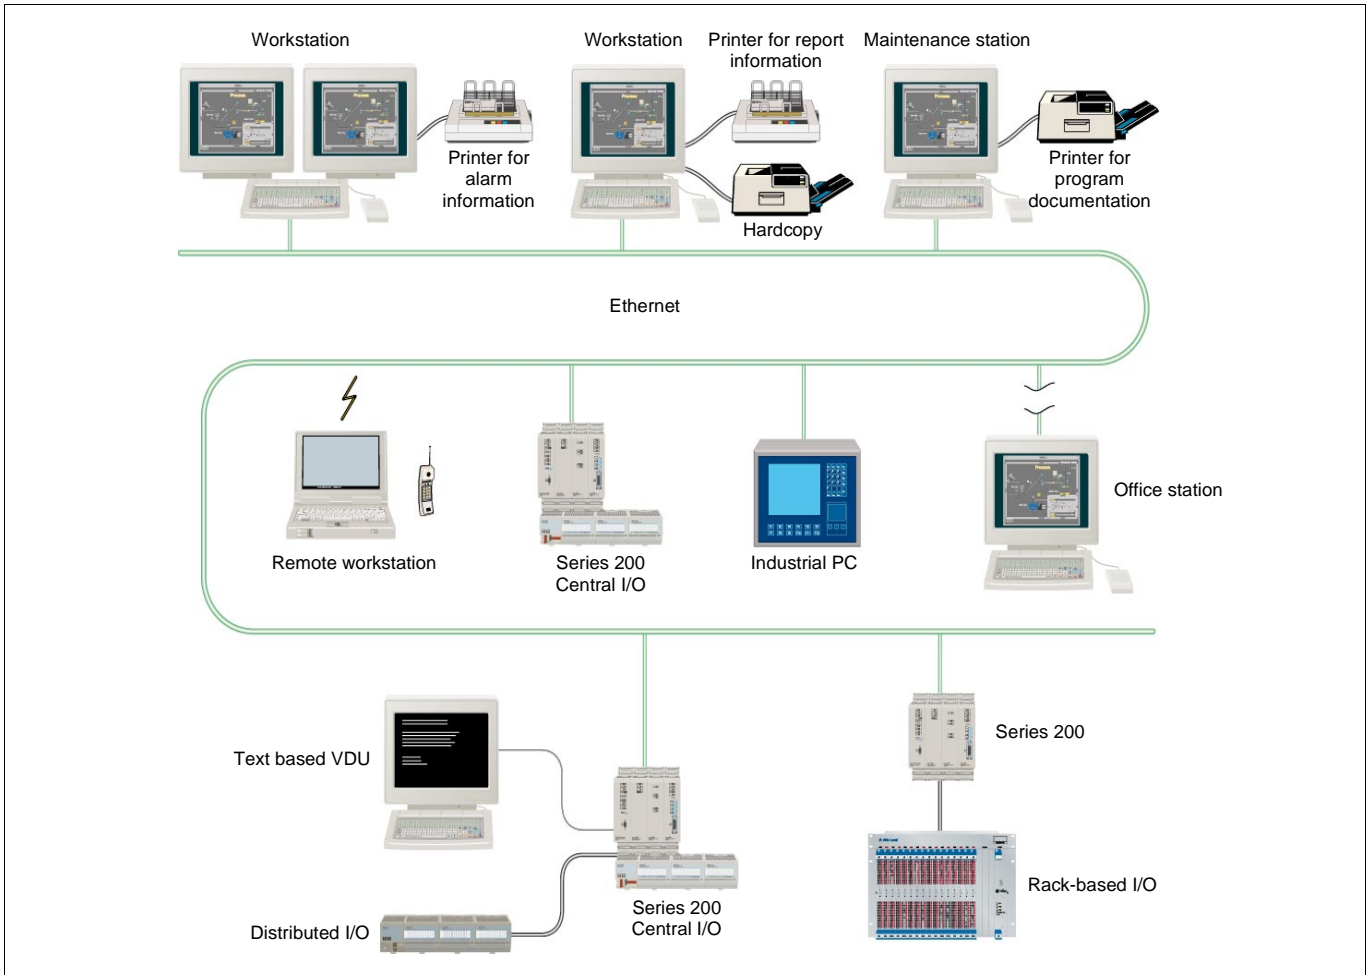 Workstation
Workstation
Printer for report
information
Maintenance station
Printer for
alarm
information
Hardcopy
Printer for
program
documentation
Ethernet
Remote workstation
Series 200
Central I/O
Industrial PC
Office station
Text based VDU
Series 200
Distributed I/O
Series 200
Central I/O
Rack-based I/O